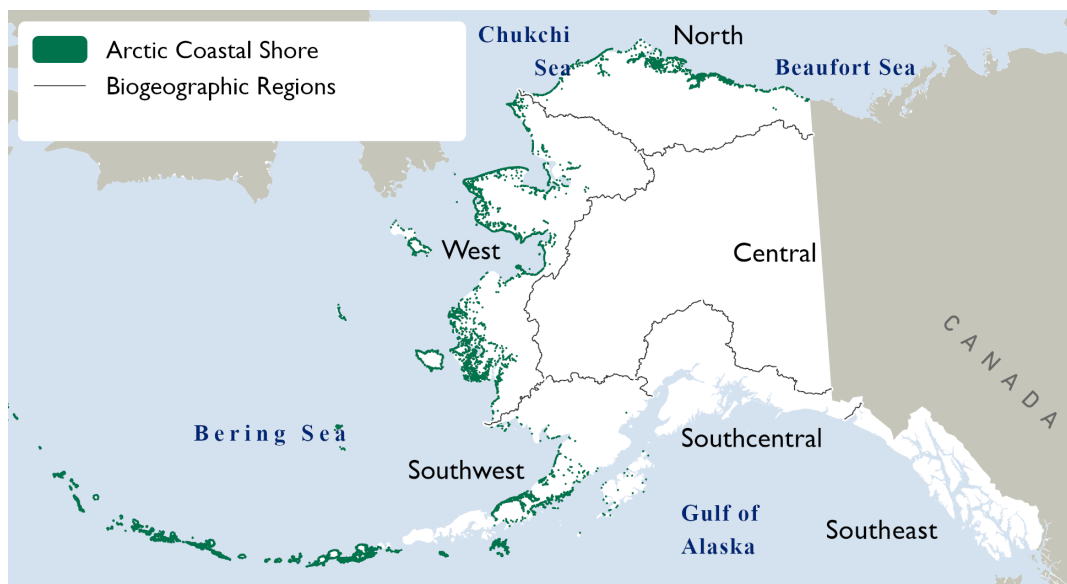 Arctic Coastal Shore
Biogeographic Regions
Chukchi
Sea
North
Beaufort Sea
West
Central
CANADA
Bering Sea
Southwest
Southcentral
Gulf of
Alaska
Southeast